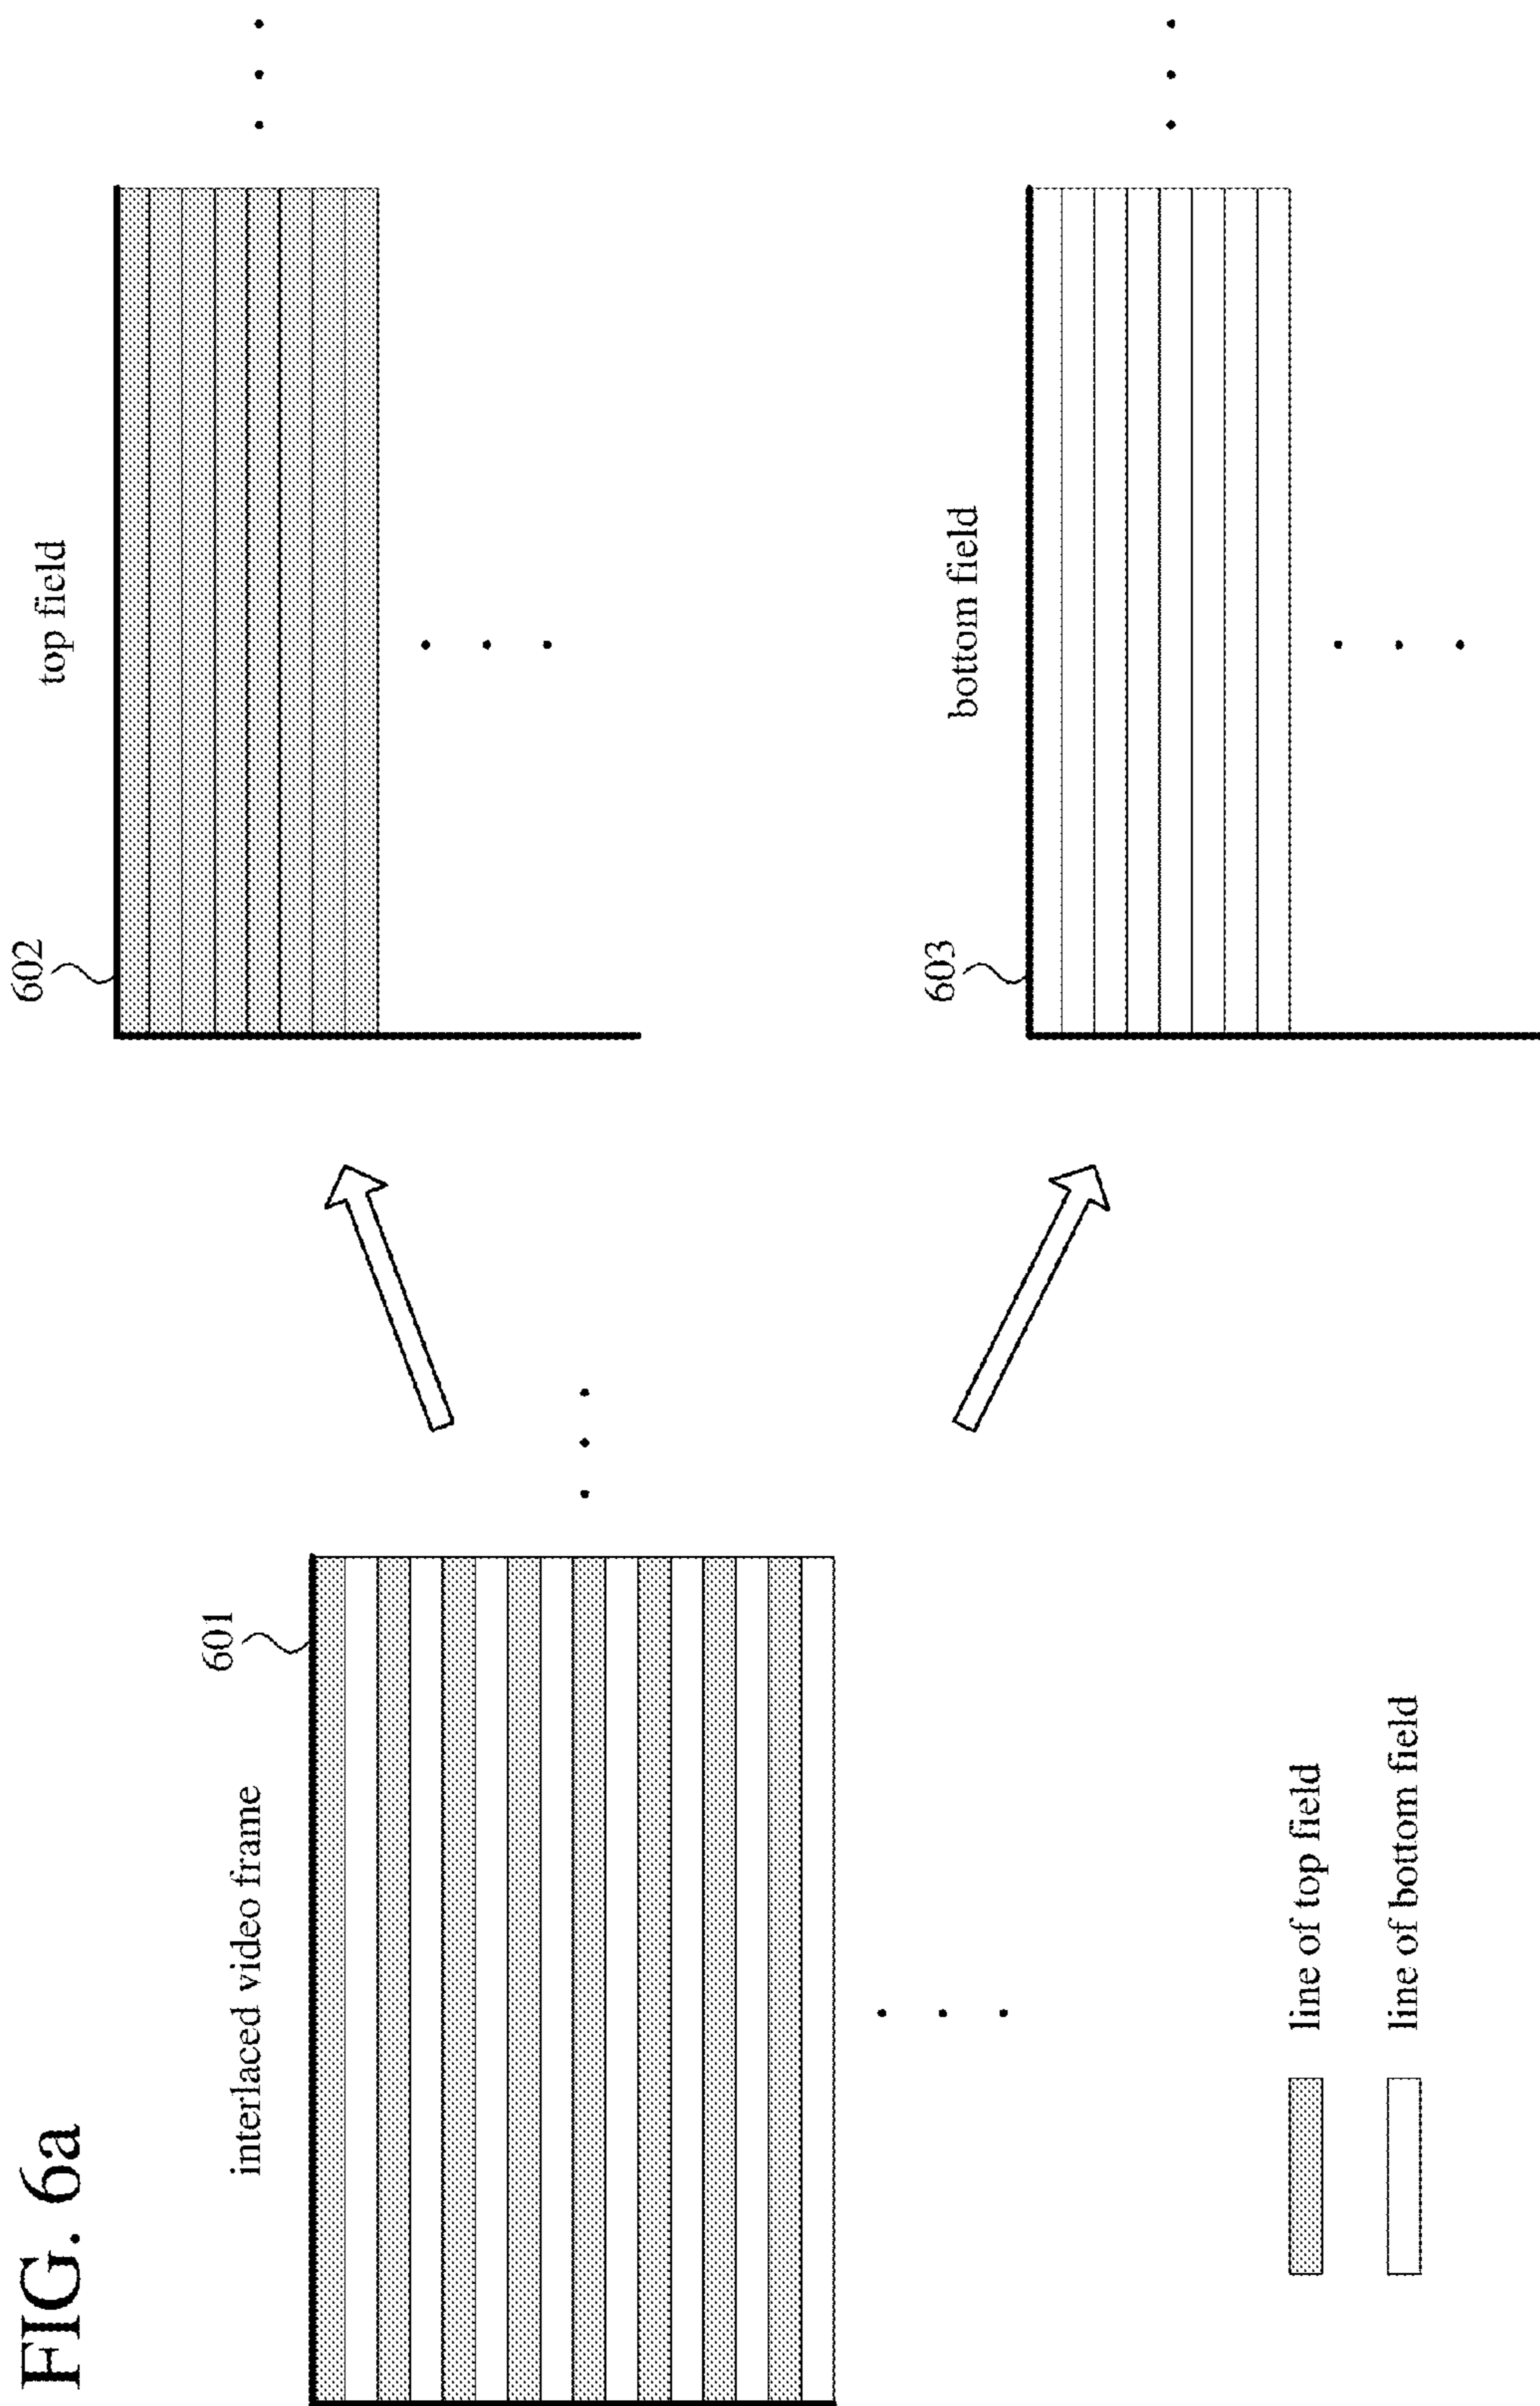 FIG. 6a
interlaced video frame
601
602
top field
603
bottom field
line of top field
line of bottom field